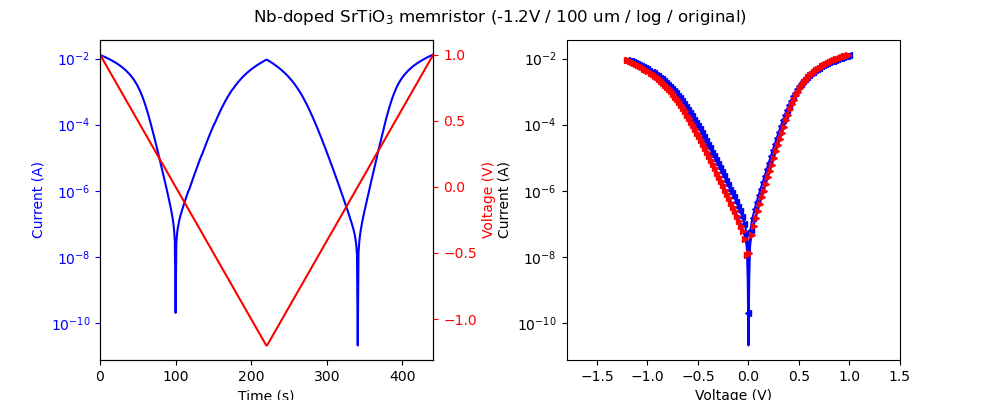 Nb-doped SrTiO$_3$ memristor (-1.2V / 100 um / log / original)
Current (A)
10$^{-2}$
10$^{-4}$
10$^{-6}$
10$^{-8}$
10$^{-10}$
0 100 200 300 400
Time (s)
1.0
0.5
0.0
−0.5
−1.0
Voltage (V)
Current (A)
10$^{-2}$
10$^{-4}$
10$^{-6}$
10$^{-8}$
10$^{-10}$
−1.5 −1.0 −0.5 0.0 0.5 1.0 1.5
Voltage (V)